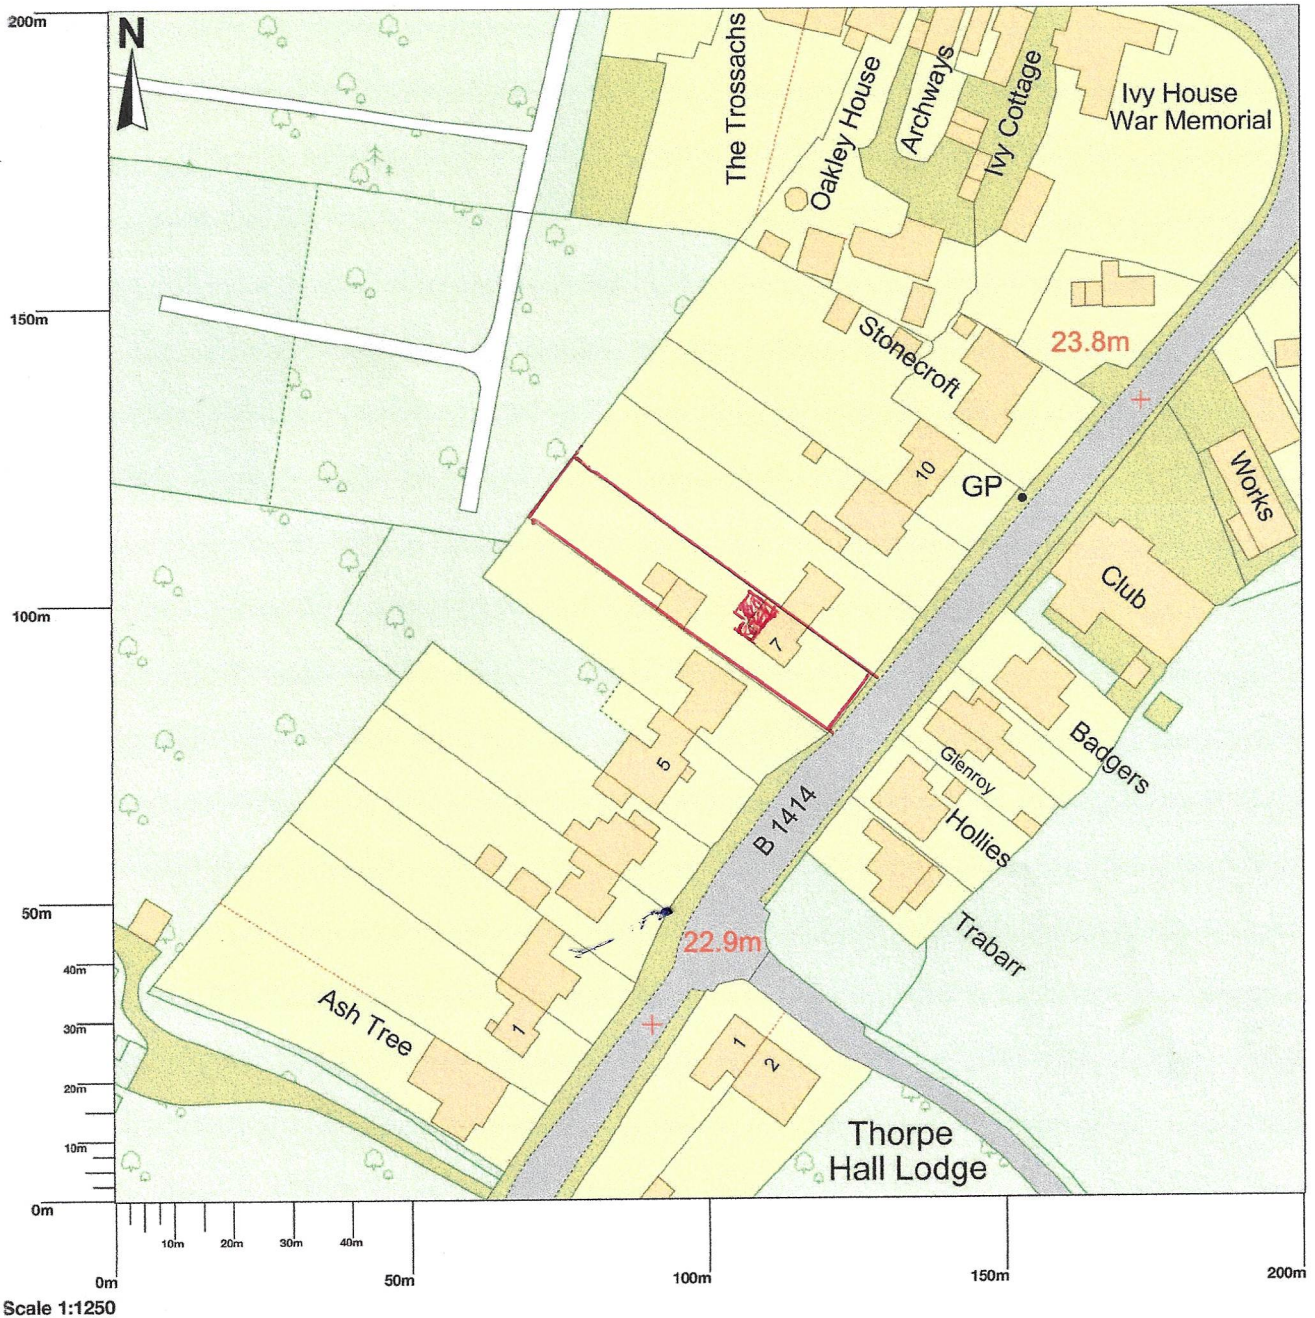 200m
N
The Trossachs
Oakley House
Archways
Ivy Cottage
Ivy House
War Memorial
150m
Stonecroft
23.8m
10
GP
Works
Club
100m
7
5
Badgers
Glenroy
Hollies
B 1414
Trabarr
50m
22.9m
40m
30m
20m
10m
0m
Ash Tree
1
1
2
Thorpe
Hall Lodge
10m
20m
30m
40m
0m
50m
100m
150m
200m
Scale 1:1250